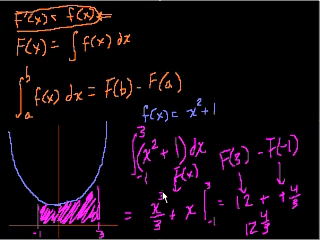 F'(x) = f(x)
F(x) = ∫ f(x) dx
∫_a^b f(x) dx = F(b) - F(a)
f(x) = x² + 1
∫_{-1}^{3} (x² + 1) dx
F(x)
F(3) - F(-1)
= x³/3 + x |_{-1}^{3} = 12 + + 4/3
12 4/3
-1 3